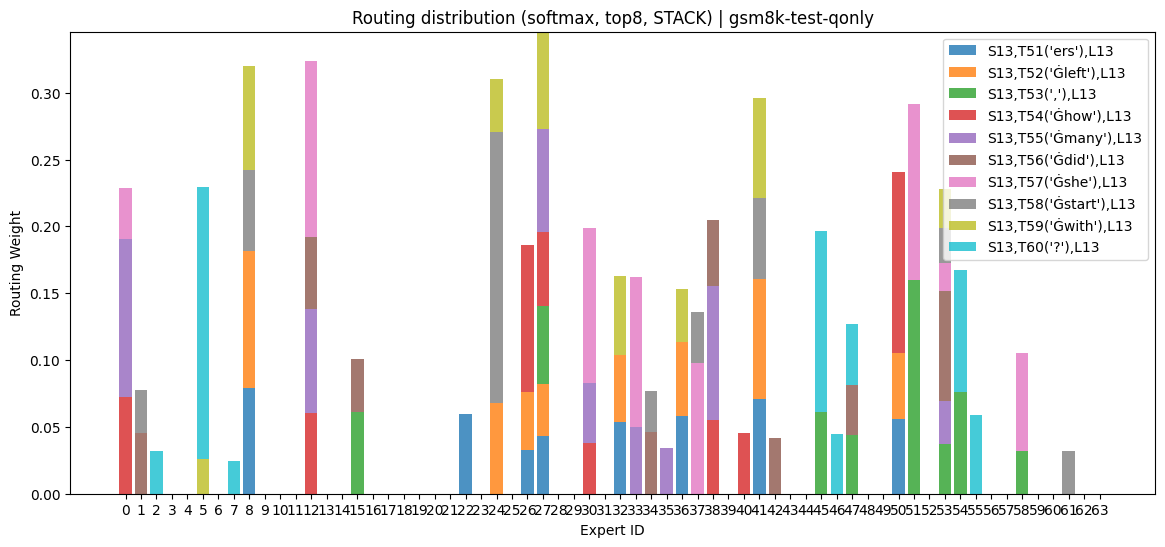 Routing distribution (softmax, top8, STACK) | gsm8k-test-qonly
S13,T51('ers'),L13
S13,T52('Ġleft'),L13
S13,T53(','),L13
S13,T54('Ġhow'),L13
S13,T55('Ġmany'),L13
S13,T56('Ġdid'),L13
S13,T57('Ġshe'),L13
S13,T58('Ġstart'),L13
S13,T59('Ġwith'),L13
S13,T60('?'),L13
Routing Weight
0.30
0.25
0.20
0.15
0.10
0.05
0.00
0 1 2 3 4 5 6 7 8 9 10 11 12 13 14 15 16 17 18 19 20 21 22 23 24 25 26 27 28 29 30 31 32 33 34 35 36 37 38 39 40 41 42 43 44 45 46 47 48 49 50 51 52 53 54 55 56 57 58 59 60 61 62 63
Expert ID